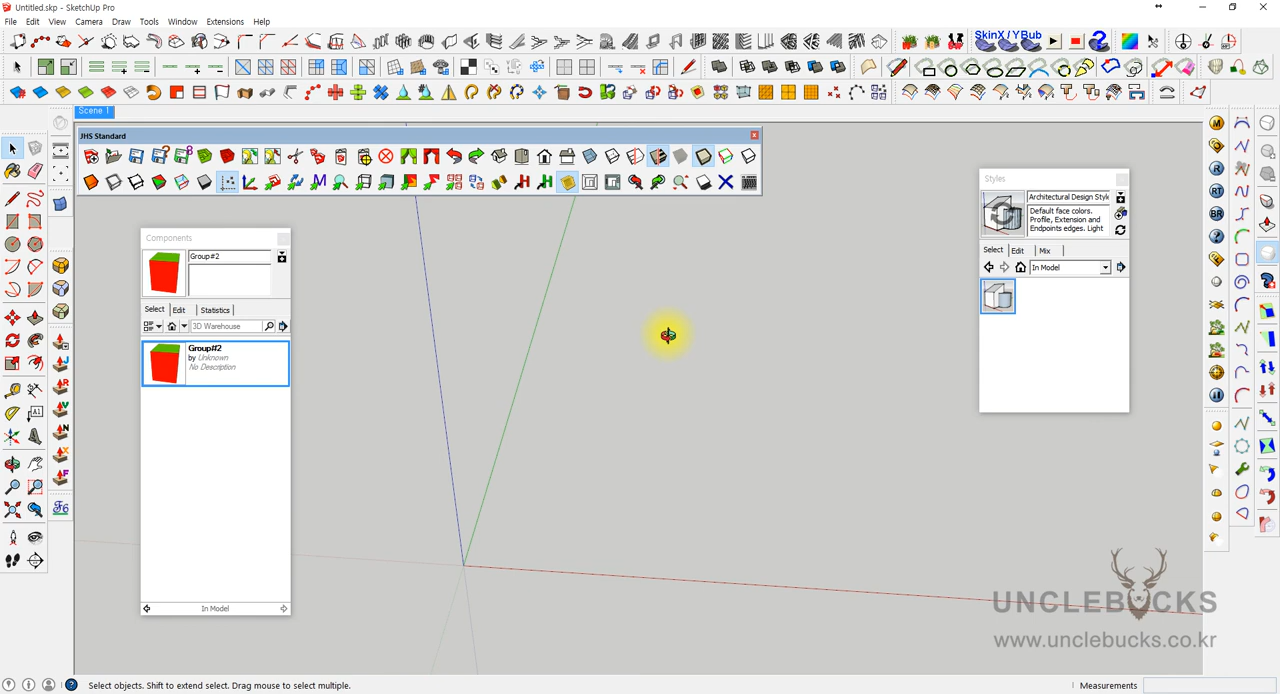 Untitled.skp - SketchUp Pro
File Edit View Camera Draw Tools Window Extensions Help
SkinX / YBub
Scene 1
JHS Standard
Components
Group#2
Select Edit Statistics
3D Warehouse
Group#2
by Unknown
No Description
In Model
Styles
Architectural Design Style
Default face colors.
Profile, Extension and
Endpoints edges. Light
Select Edit Mix
In Model
M
R
RT
BR
A1
UNCLEBUCKS
www.unclebucks.co.kr
Select objects. Shift to extend select. Drag mouse to select multiple.
Measurements